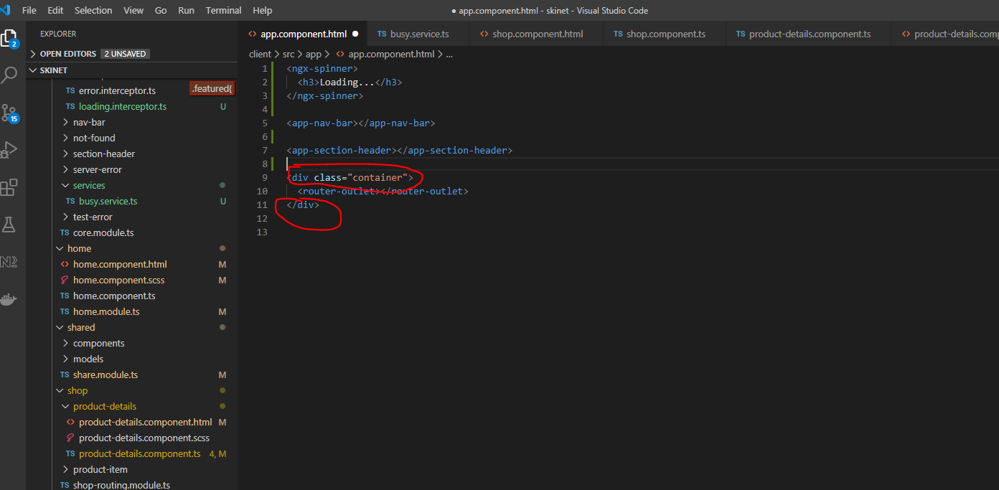 File Edit Selection View Go Run Terminal Help
● app.component.html - skinet - Visual Studio Code
2
15
EXPLORER
OPEN EDITORS 2 UNSAVED
SKINET
TS error.interceptor.ts
.featured{
TS loading.interceptor.ts U
nav-bar
not-found
section-header
server-error
services
TS busy.service.ts U
test-error
TS core.module.ts
home
home.component.html M
home.component.scss M
TS home.component.ts
TS home.module.ts M
shared
components
models
TS share.module.ts M
shop
product-details
product-details.component.html M
product-details.component.scss
TS product-details.component.ts 4, M
product-item
TS shop-routing.module.ts
app.component.html TS busy.service.ts shop.component.html TS shop.component.ts TS product-details.component.ts product-details.comp
client > src > app > app.component.html > ...
1 <ngx-spinner>
2 <h3>Loading...</h3>
3 </ngx-spinner>
4
5 <app-nav-bar></app-nav-bar>
6
7 <app-section-header></app-section-header>
8
9 <div class="container">
10 <router-outlet></router-outlet>
11 </div>
12
13